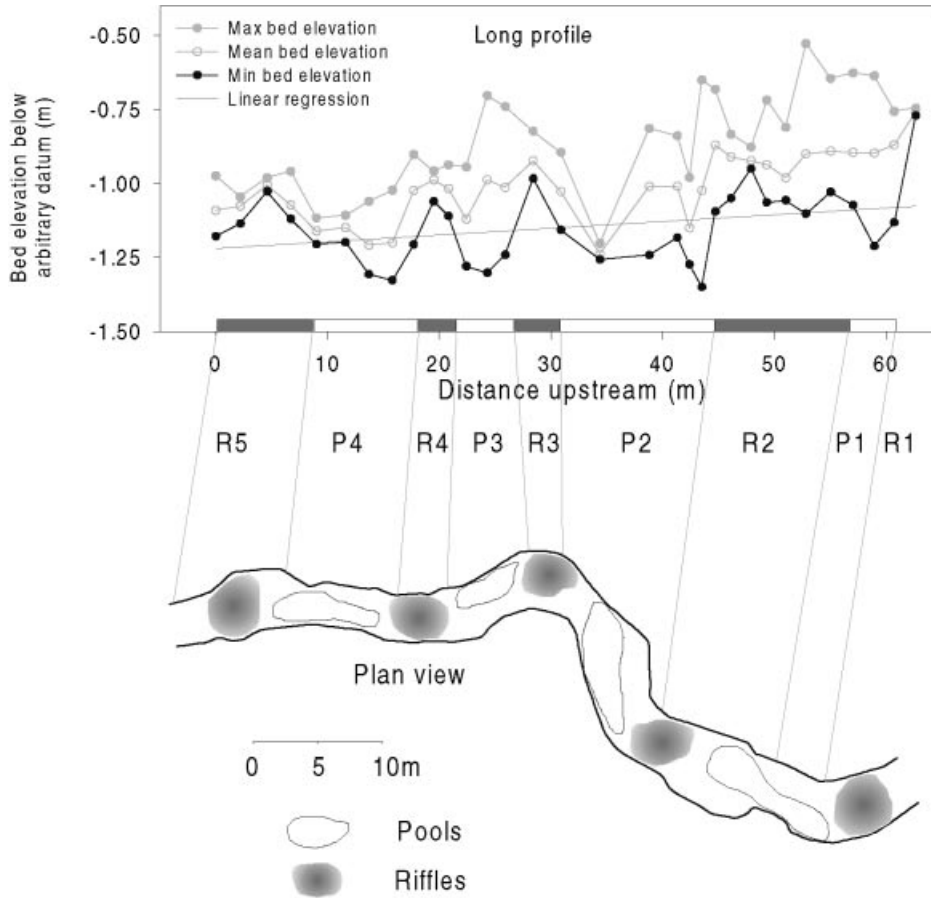 Max bed elevation
Mean bed elevation
Min bed elevation
Linear regression
Long profile
Bed elevation below
arbitrary datum (m)
-0.50
-0.75
-1.00
-1.25
-1.50
0 10 20 30 40 50 60
Distance upstream (m)
R5 P4 R4 P3 R3 P2 R2 P1 R1
Plan view
0 5 10m
Pools
Riffles